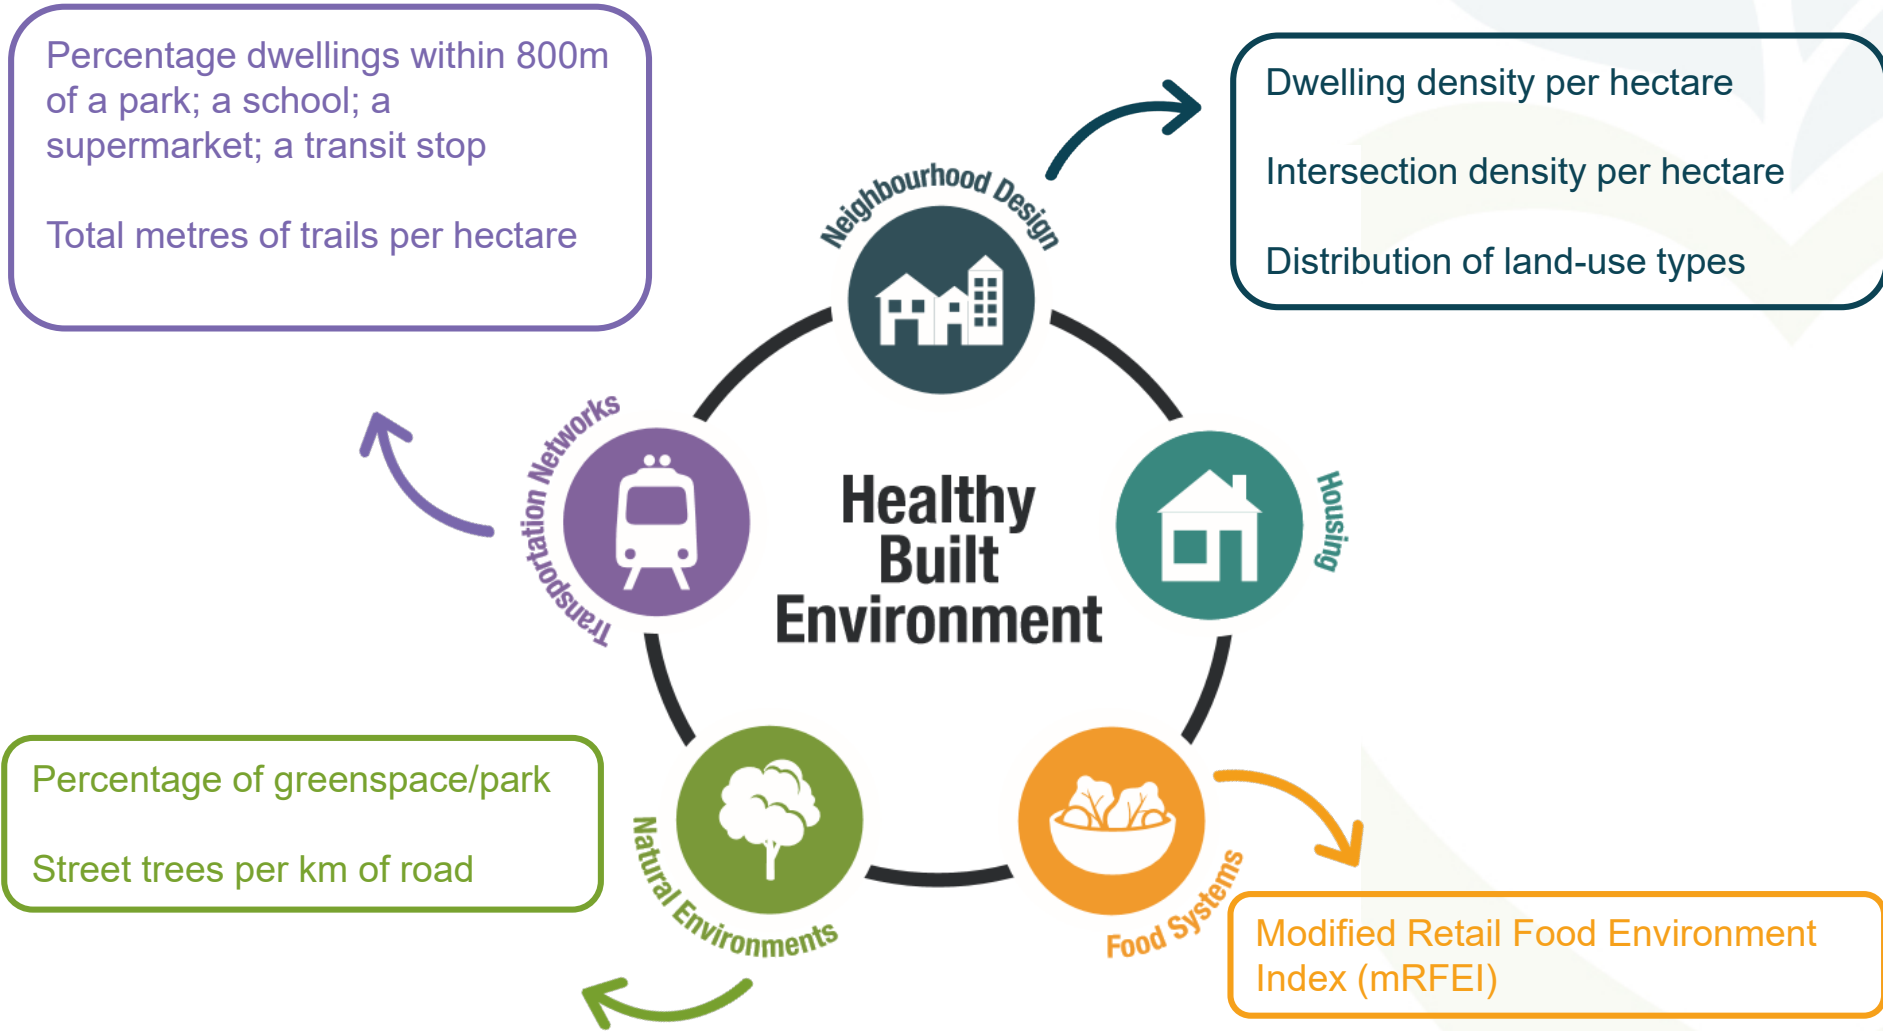 Percentage dwellings within 800m
of a park; a school; a
supermarket; a transit stop
Total metres of trails per hectare
Dwelling density per hectare
Intersection density per hectare
Distribution of land-use types
Neighbourhood Design
Transportation Networks
Healthy
Built
Environment
Housing
Percentage of greenspace/park
Street trees per km of road
Natural Environments
Food Systems
Modified Retail Food Environment
Index (mRFEI)